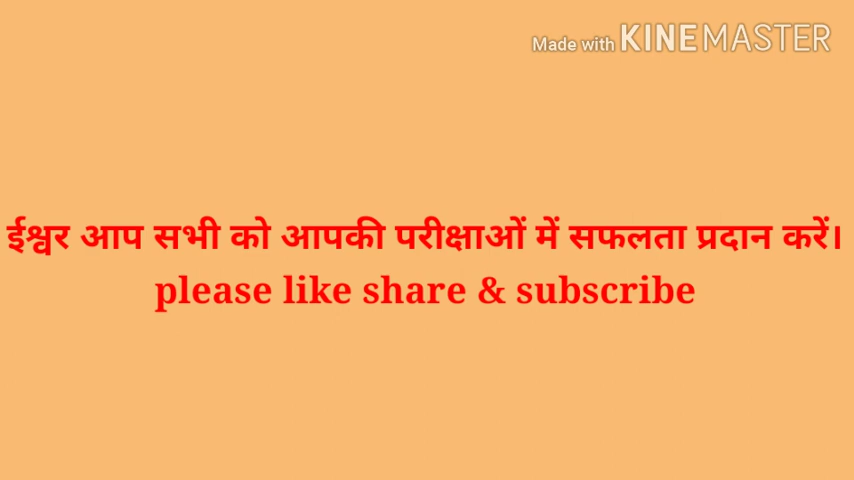 Made with KINEMASTER
ईश्वर आप सभी को आपकी परीक्षाओं में सफलता प्रदान करें।
please like share & subscribe